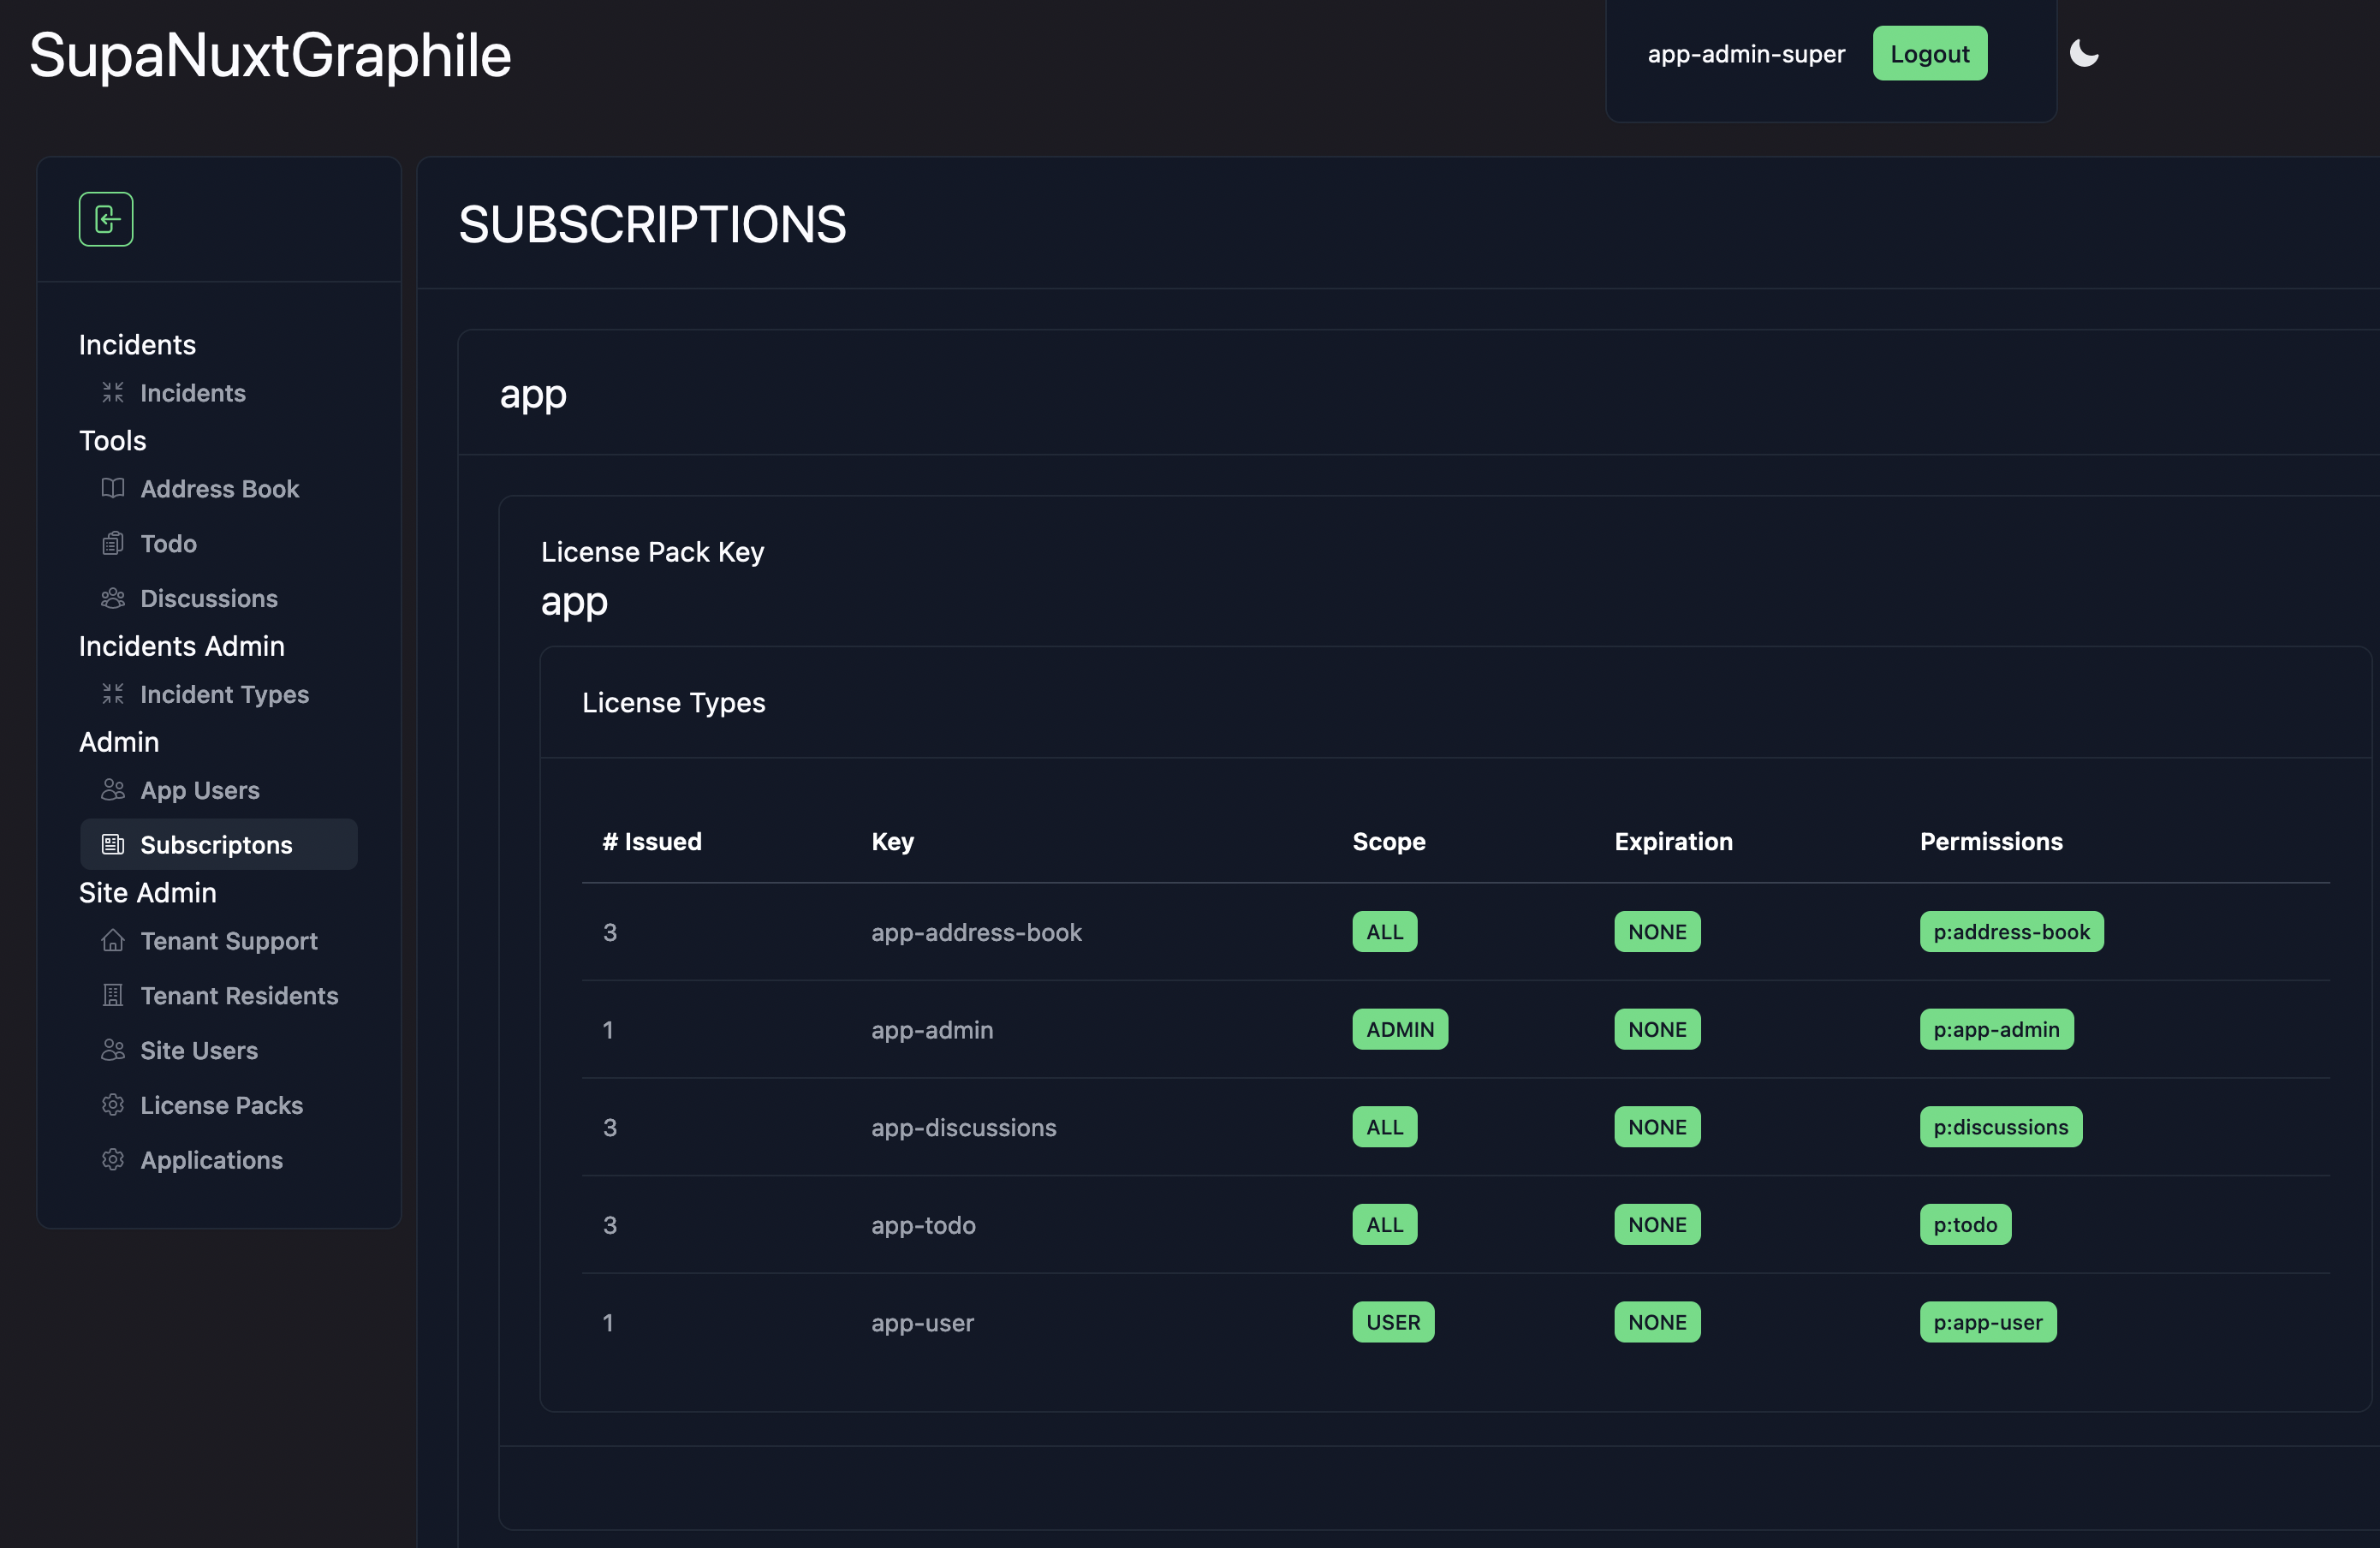 SupaNuxtGraphile
app-admin-super Logout
Incidents
Incidents
Tools
Address Book
Todo
Discussions
Incidents Admin
Incident Types
Admin
App Users
Subscriptons
Site Admin
Tenant Support
Tenant Residents
Site Users
License Packs
Applications
SUBSCRIPTIONS
app
License Pack Key
app
License Types
# Issued Key Scope Expiration Permissions
3 app-address-book ALL NONE p:address-book
1 app-admin ADMIN NONE p:app-admin
3 app-discussions ALL NONE p:discussions
3 app-todo ALL NONE p:todo
1 app-user USER NONE p:app-user